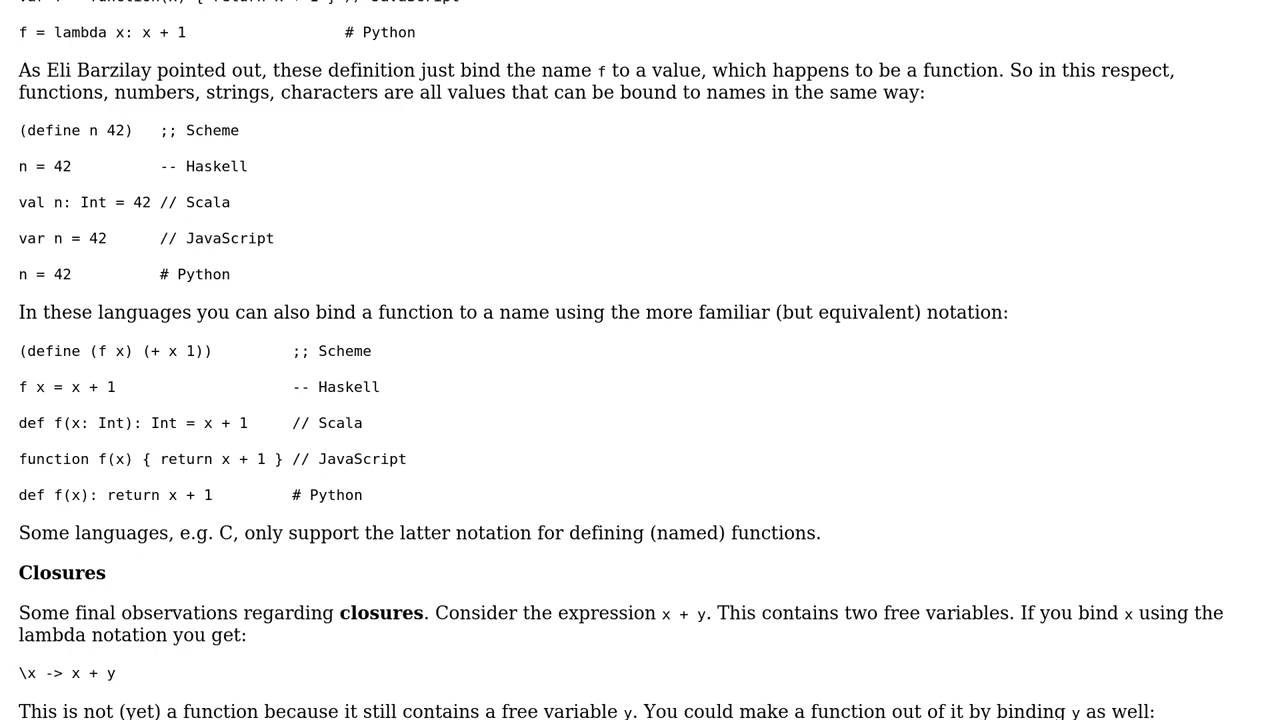 f = lambda x: x + 1                  # Python
As Eli Barzilay pointed out, these definition just bind the name f to a value, which happens to be a function. So in this respect,
functions, numbers, strings, characters are all values that can be bound to names in the same way:
(define n 42)   ;; Scheme
n = 42          -- Haskell
val n: Int = 42 // Scala
var n = 42      // JavaScript
n = 42          # Python
In these languages you can also bind a function to a name using the more familiar (but equivalent) notation:
(define (f x) (+ x 1))         ;; Scheme
f x = x + 1                    -- Haskell
def f(x: Int): Int = x + 1     // Scala
function f(x) { return x + 1 } // JavaScript
def f(x): return x + 1         # Python
Some languages, e.g. C, only support the latter notation for defining (named) functions.
Closures
Some final observations regarding closures. Consider the expression x + y. This contains two free variables. If you bind x using the
lambda notation you get:
\x -> x + y
This is not (yet) a function because it still contains a free variable y. You could make a function out of it by binding y as well: